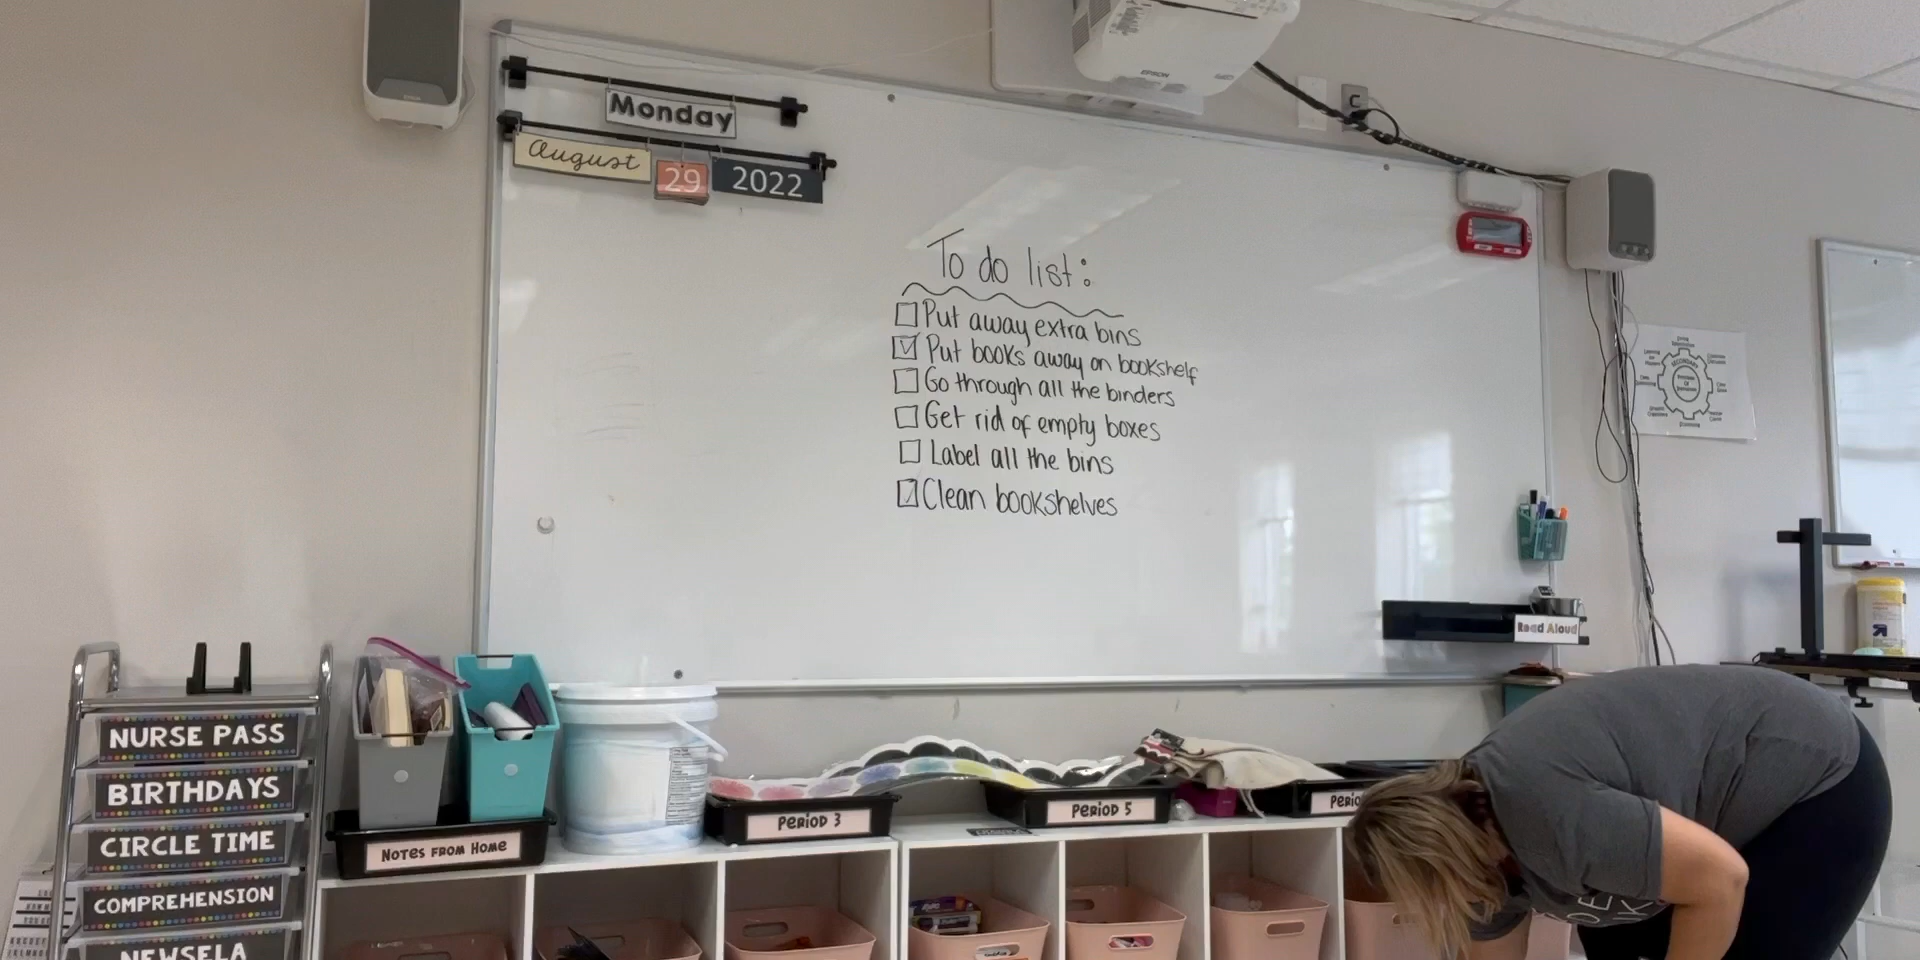 Monday
August 29 2022
EPSON
C
To do list:
Put away extra bins
Put books away on bookshelf
Go through all the binders
Get rid of empty boxes
Label all the bins
Clean bookshelves
Read Aloud
NURSE PASS
BIRTHDAYS
CIRCLE TIME
COMPREHENSION
NEWSELA
NOTES FROM HOME
PERIOD 3
PERIOD 5